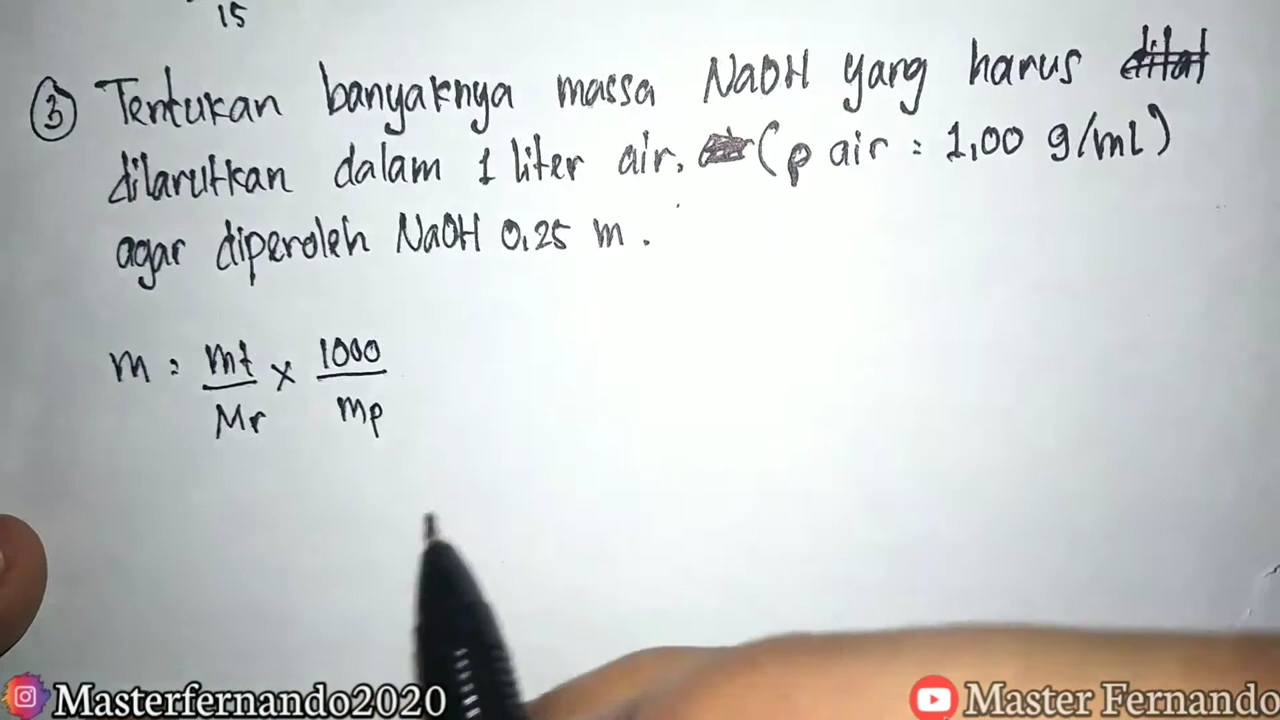 15
③ Tentukan banyaknya massa NaOH yang harus
dilarutkan dalam 1 liter air, (ρ air : 1,00 g/ml)
agar diperoleh NaOH 0,25 m.
m = mt/Mr × 1000/mp
Masterfernando2020
Master Fernando